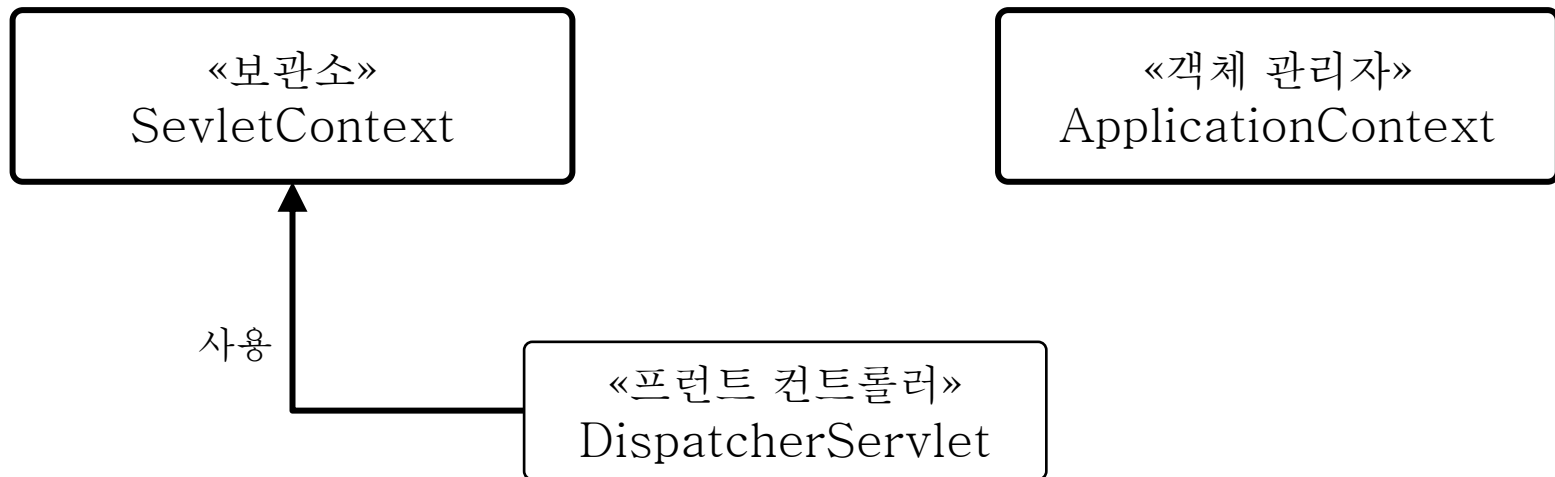 «보관소»
SevletContext
«객체 관리자»
ApplicationContext
사용
«프런트 컨트롤러»
DispatcherServlet